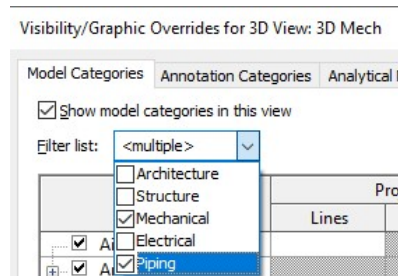 Visibility/Graphic Overrides for 3D View: 3D Mech
Model Categories Annotation Categories Analytical
Show model categories in this view
Filter list: <multiple>
Architecture
Structure
Mechanical
Electrical
Piping
Lines